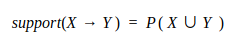 support(X → Y) = P( X ∪ Y )